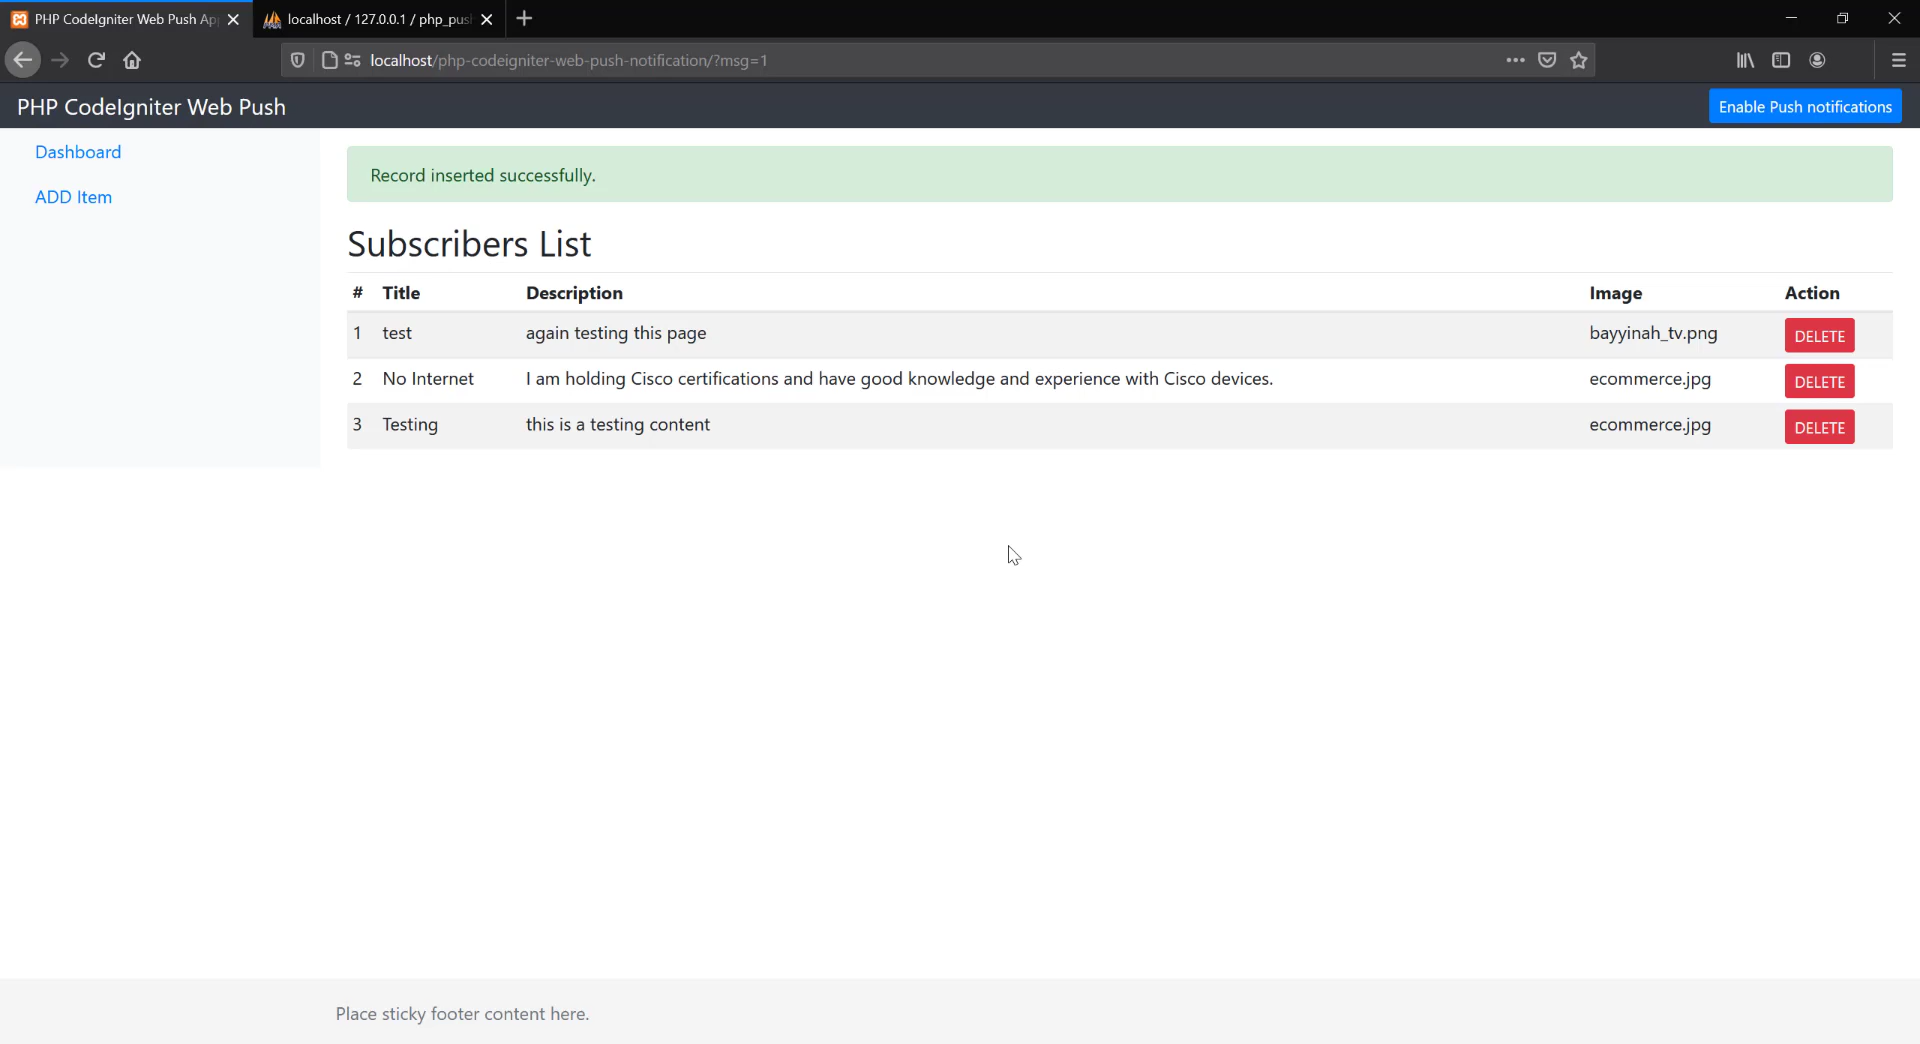 PHP CodeIgniter Web Push Ap
localhost / 127.0.0.1 / php_pus
localhost/php-codeigniter-web-push-notification/?msg=1
PHP CodeIgniter Web Push
Enable Push notifications
Dashboard
ADD Item
Record inserted successfully.
Subscribers List
# Title Description Image Action
1 test again testing this page bayyinah_tv.png DELETE
2 No Internet I am holding Cisco certifications and have good knowledge and experience with Cisco devices. ecommerce.jpg DELETE
3 Testing this is a testing content ecommerce.jpg DELETE
Place sticky footer content here.